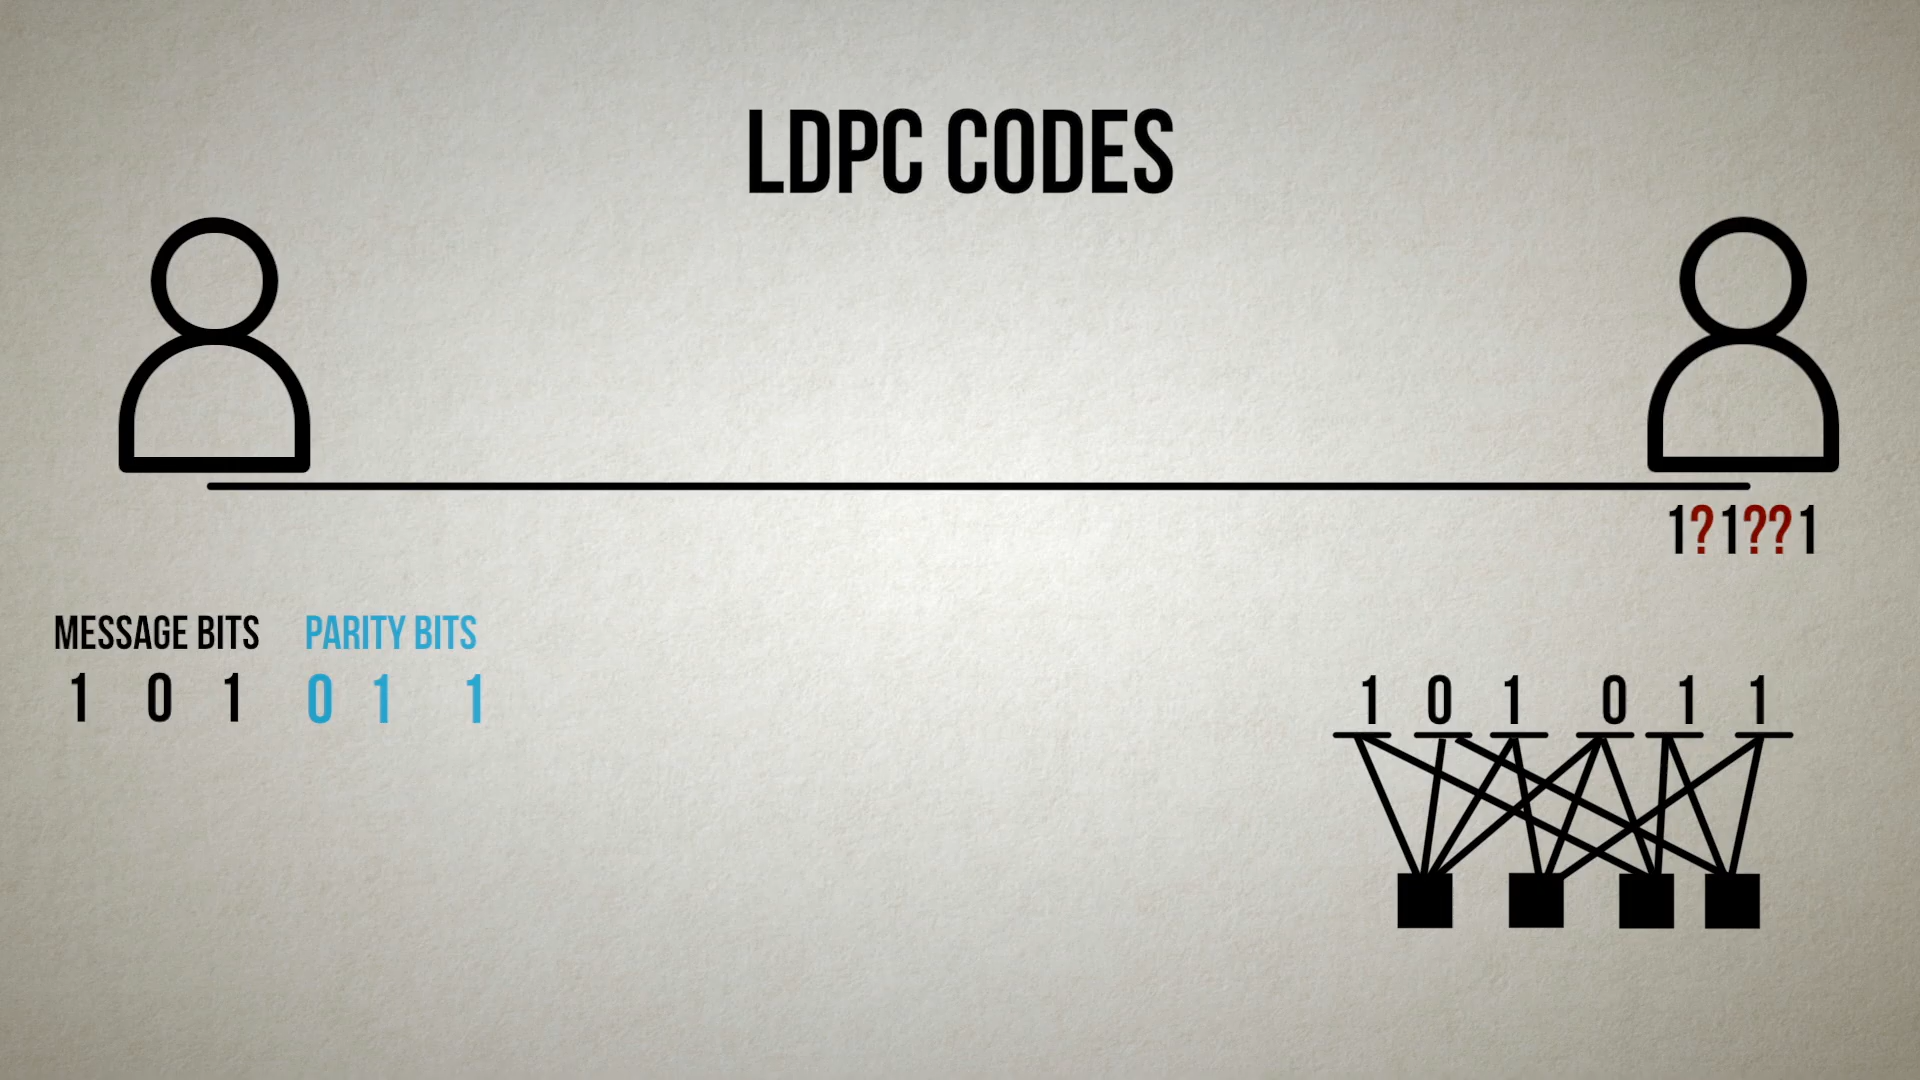 LDPC CODES
1?1??1
MESSAGE BITS PARITY BITS
1 0 1 0 1 1
1 0 1 0 1 1